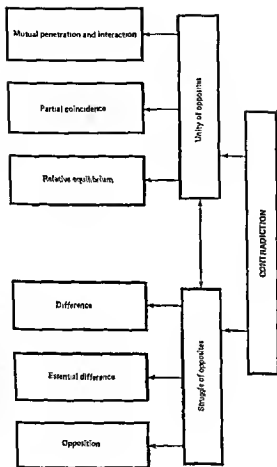 CONTRADICTION
Unity of opposites
Struggle of opposites
Mutual penetration and interaction
Partial coincidence
Relative equilibrium
Difference
Essential difference
Opposition